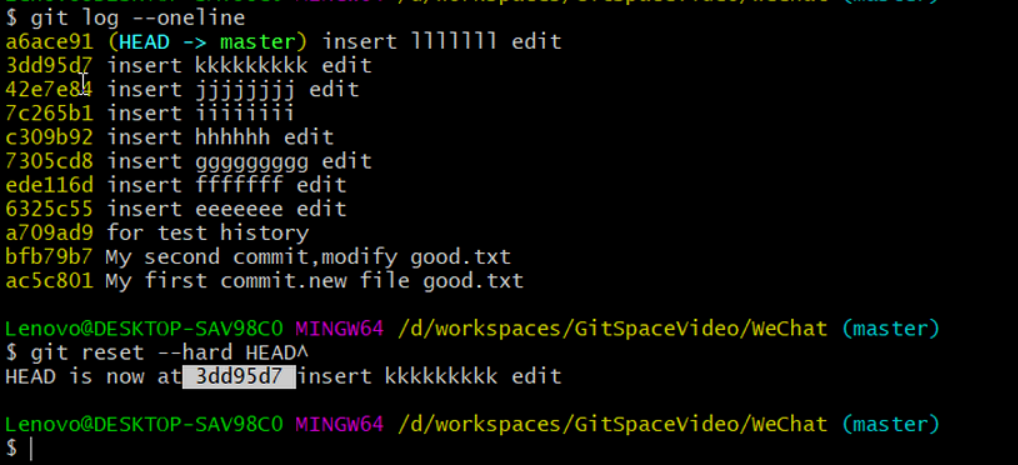 $ git log --oneline
a6ace91 (HEAD -> master) insert lllllll edit
3dd95d7 insert kkkkkkkkk edit
42e7e84 insert jjjjjjjj edit
7c265b1 insert iiiiiiii
c309b92 insert hhhhhh edit
7305cd8 insert ggggggggg edit
ede116d insert fffffff edit
6325c55 insert eeeeeee edit
a709ad9 for test history
bfb79b7 My second commit,modify good.txt
ac5c801 My first commit.new file good.txt
Lenovo@DESKTOP-SAV98C0 MINGW64 /d/workspaces/GitSpaceVideo/WeChat (master)
$ git reset --hard HEAD^
HEAD is now at 3dd95d7 insert kkkkkkkkk edit
Lenovo@DESKTOP-SAV98C0 MINGW64 /d/workspaces/GitSpaceVideo/WeChat (master)
$